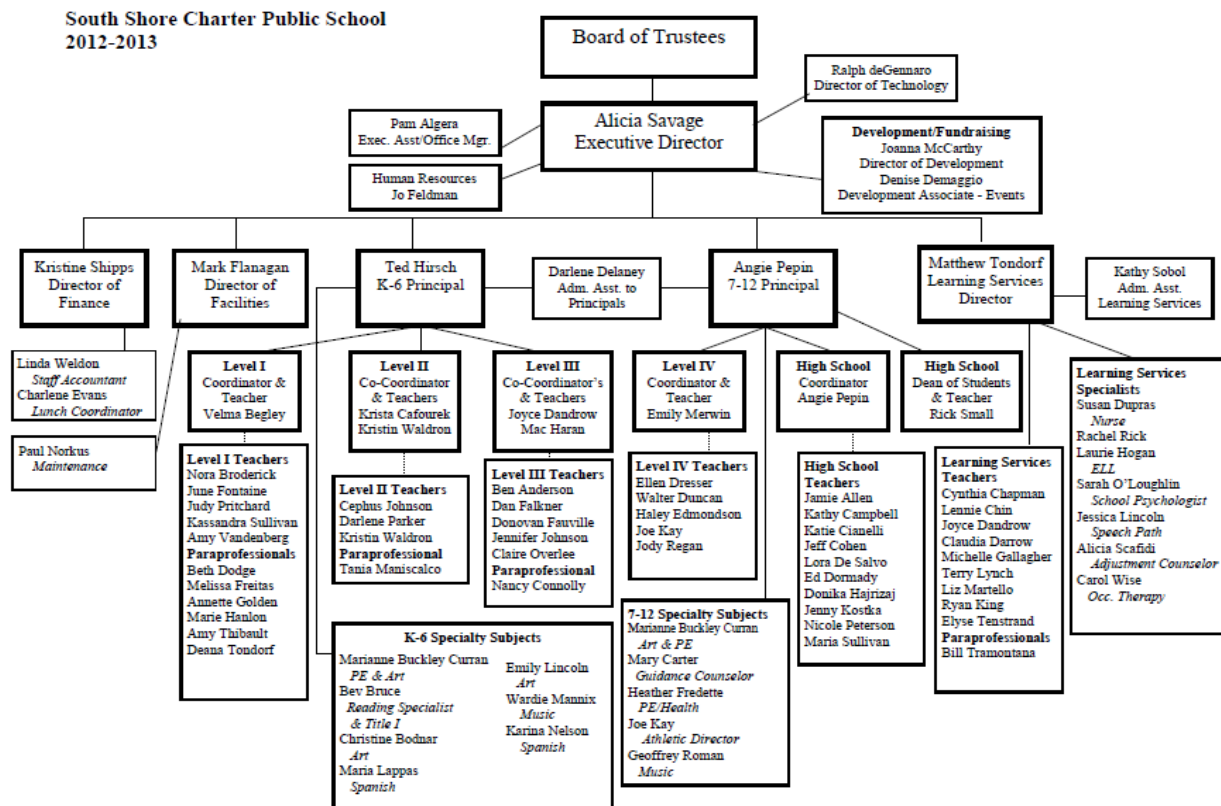 South Shore Charter Public School
2012-2013
Board of Trustees
Ralph deGennaro
Director of Technology
Alicia Savage
Executive Director
Pam Algera
Exec. Asst/Office Mgr.
Human Resources
Jo Feldman
Development/Fundraising
Joanna McCarthy
Director of Development
Denise Demaggio
Development Associate - Events
Kristine Shipps
Director of
Finance
Mark Flanagan
Director of
Facilities
Ted Hirsch
K-6 Principal
Darlene Delaney
Adm. Asst. to
Principals
Angie Pepin
7-12 Principal
Matthew Tondorf
Learning Services
Director
Kathy Sobol
Adm. Asst.
Learning Services
Linda Weldon
Staff Accountant
Charlene Evans
Lunch Coordinator
Paul Norkus
Maintenance
Level I
Coordinator &
Teacher
Velma Begley
Level II
Co-Coordinator
& Teachers
Krista Cafourek
Kristin Waldron
Level III
Co-Coordinator's
& Teachers
Joyce Dandrow
Mac Haran
Level IV
Coordinator &
Teacher
Emily Merwin
High School
Coordinator
Angie Pepin
High School
Dean of Students
& Teacher
Rick Small
Level I Teachers
Nora Broderick
June Fontaine
Judy Pritchard
Kassandra Sullivan
Amy Vandenberg
Paraprofessionals
Beth Dodge
Melissa Freitas
Annette Golden
Marie Hanlon
Amy Thibault
Deana Tondorf
Level II Teachers
Cephus Johnson
Darlene Parker
Kristin Waldron
Paraprofessional
Tania Maniscalco
Level III Teachers
Ben Anderson
Dan Falkner
Donovan Fauville
Jennifer Johnson
Claire Overlee
Paraprofessional
Nancy Connolly
Level IV Teachers
Ellen Dresser
Walter Duncan
Haley Edmondson
Joe Kay
Jody Regan
High School
Teachers
Jamie Allen
Kathy Campbell
Katie Cianelli
Jeff Cohen
Lora De Salvo
Ed Dormady
Donika Hajrizaj
Jenny Kostka
Nicole Peterson
Maria Sullivan
Learning Services
Teachers
Cynthia Chapman
Lennie Chin
Joyce Dandrow
Claudia Darrow
Michelle Gallagher
Terry Lynch
Liz Martello
Ryan King
Elyse Tenstrand
Paraprofessionals
Bill Tramontana
Learning Services
Specialists
Susan Dupras
Nurse
Rachel Rick
Laurie Hogan
ELL
Sarah O'Loughlin
School Psychologist
Jessica Lincoln
Speech Path
Alicia Scafidi
Adjustment Counselor
Carol Wise
Occ. Therapy
K-6 Specialty Subjects
Marianne Buckley Curran
PE & Art
Bev Bruce
Reading Specialist
& Title I
Christine Bodnar
Art
Maria Lappas
Spanish
Emily Lincoln
Art
Wardie Mannix
Music
Karina Nelson
Spanish
7-12 Specialty Subjects
Marianne Buckley Curran
Art & PE
Mary Carter
Guidance Counselor
Heather Fredette
PE/Health
Joe Kay
Athletic Director
Geoffrey Roman
Music